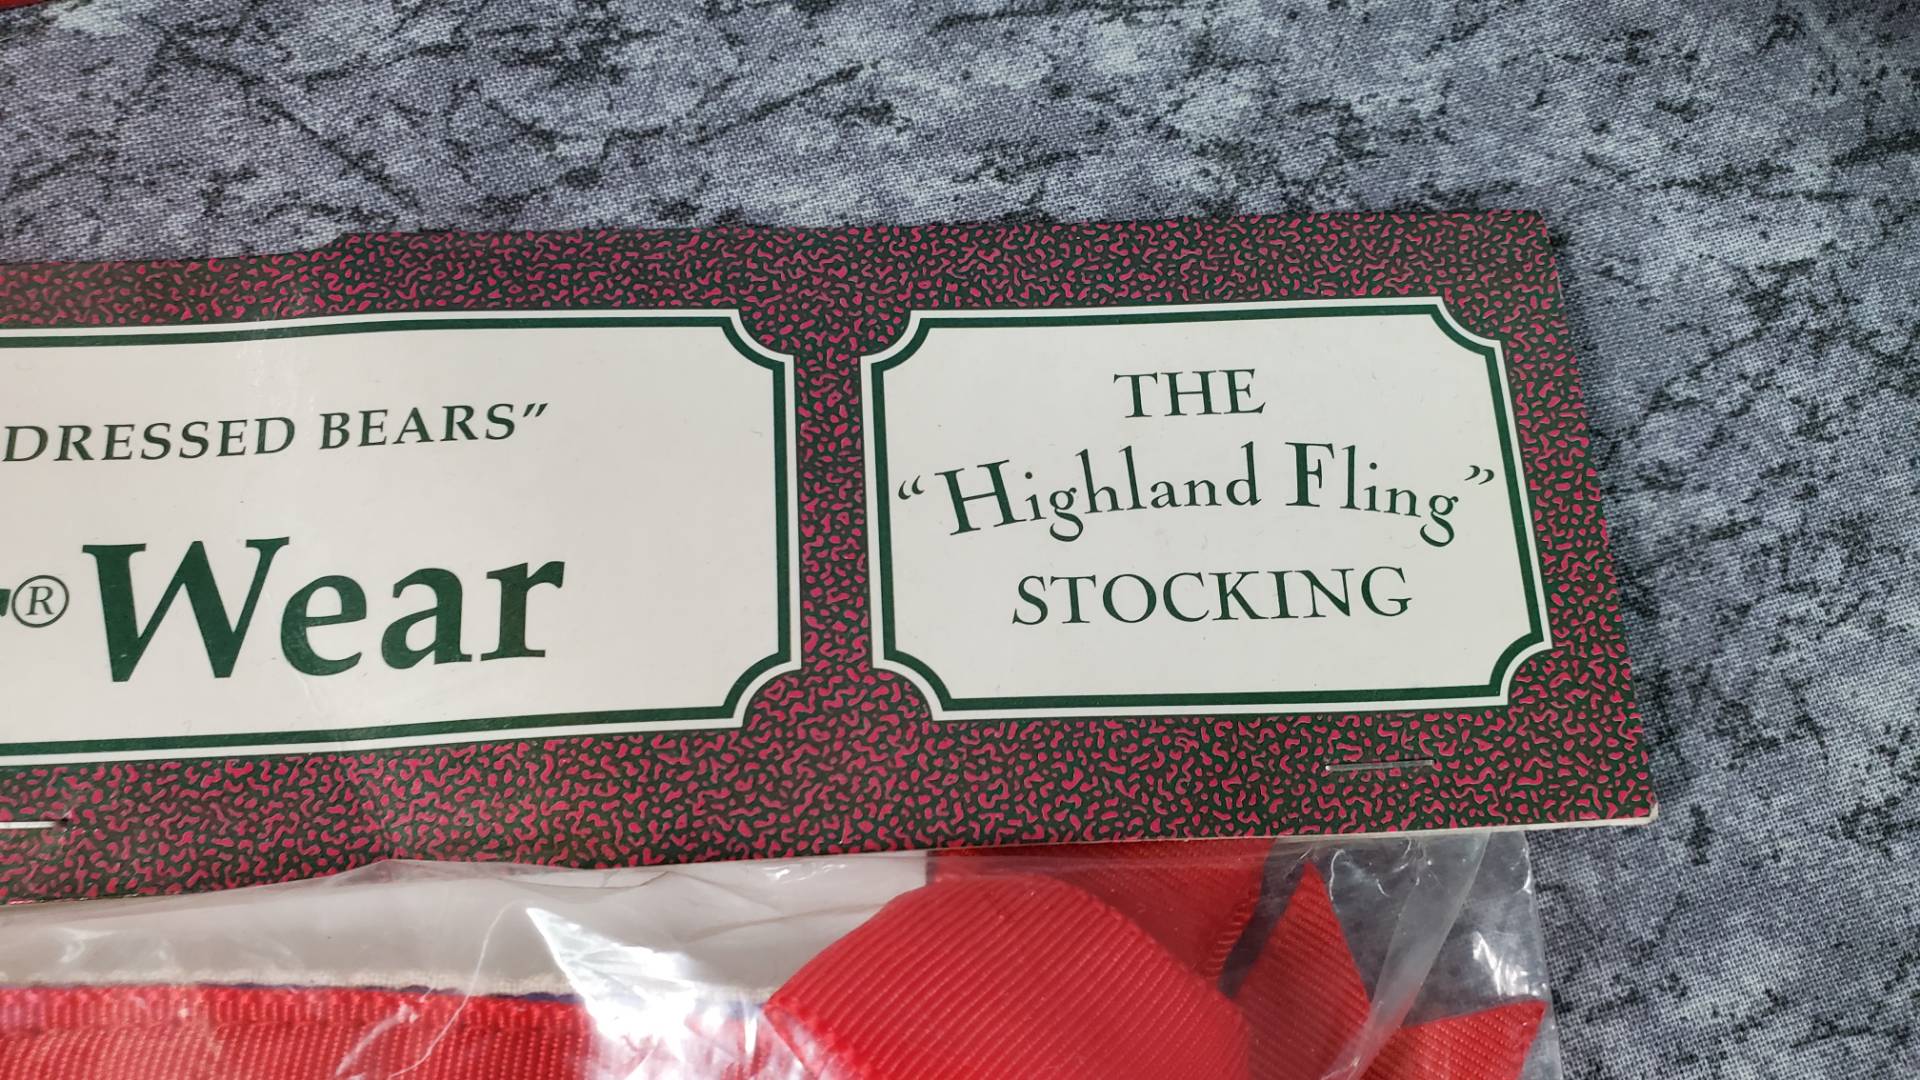 DRESSED BEARS”
® Wear
THE
“Highland Fling”
STOCKING